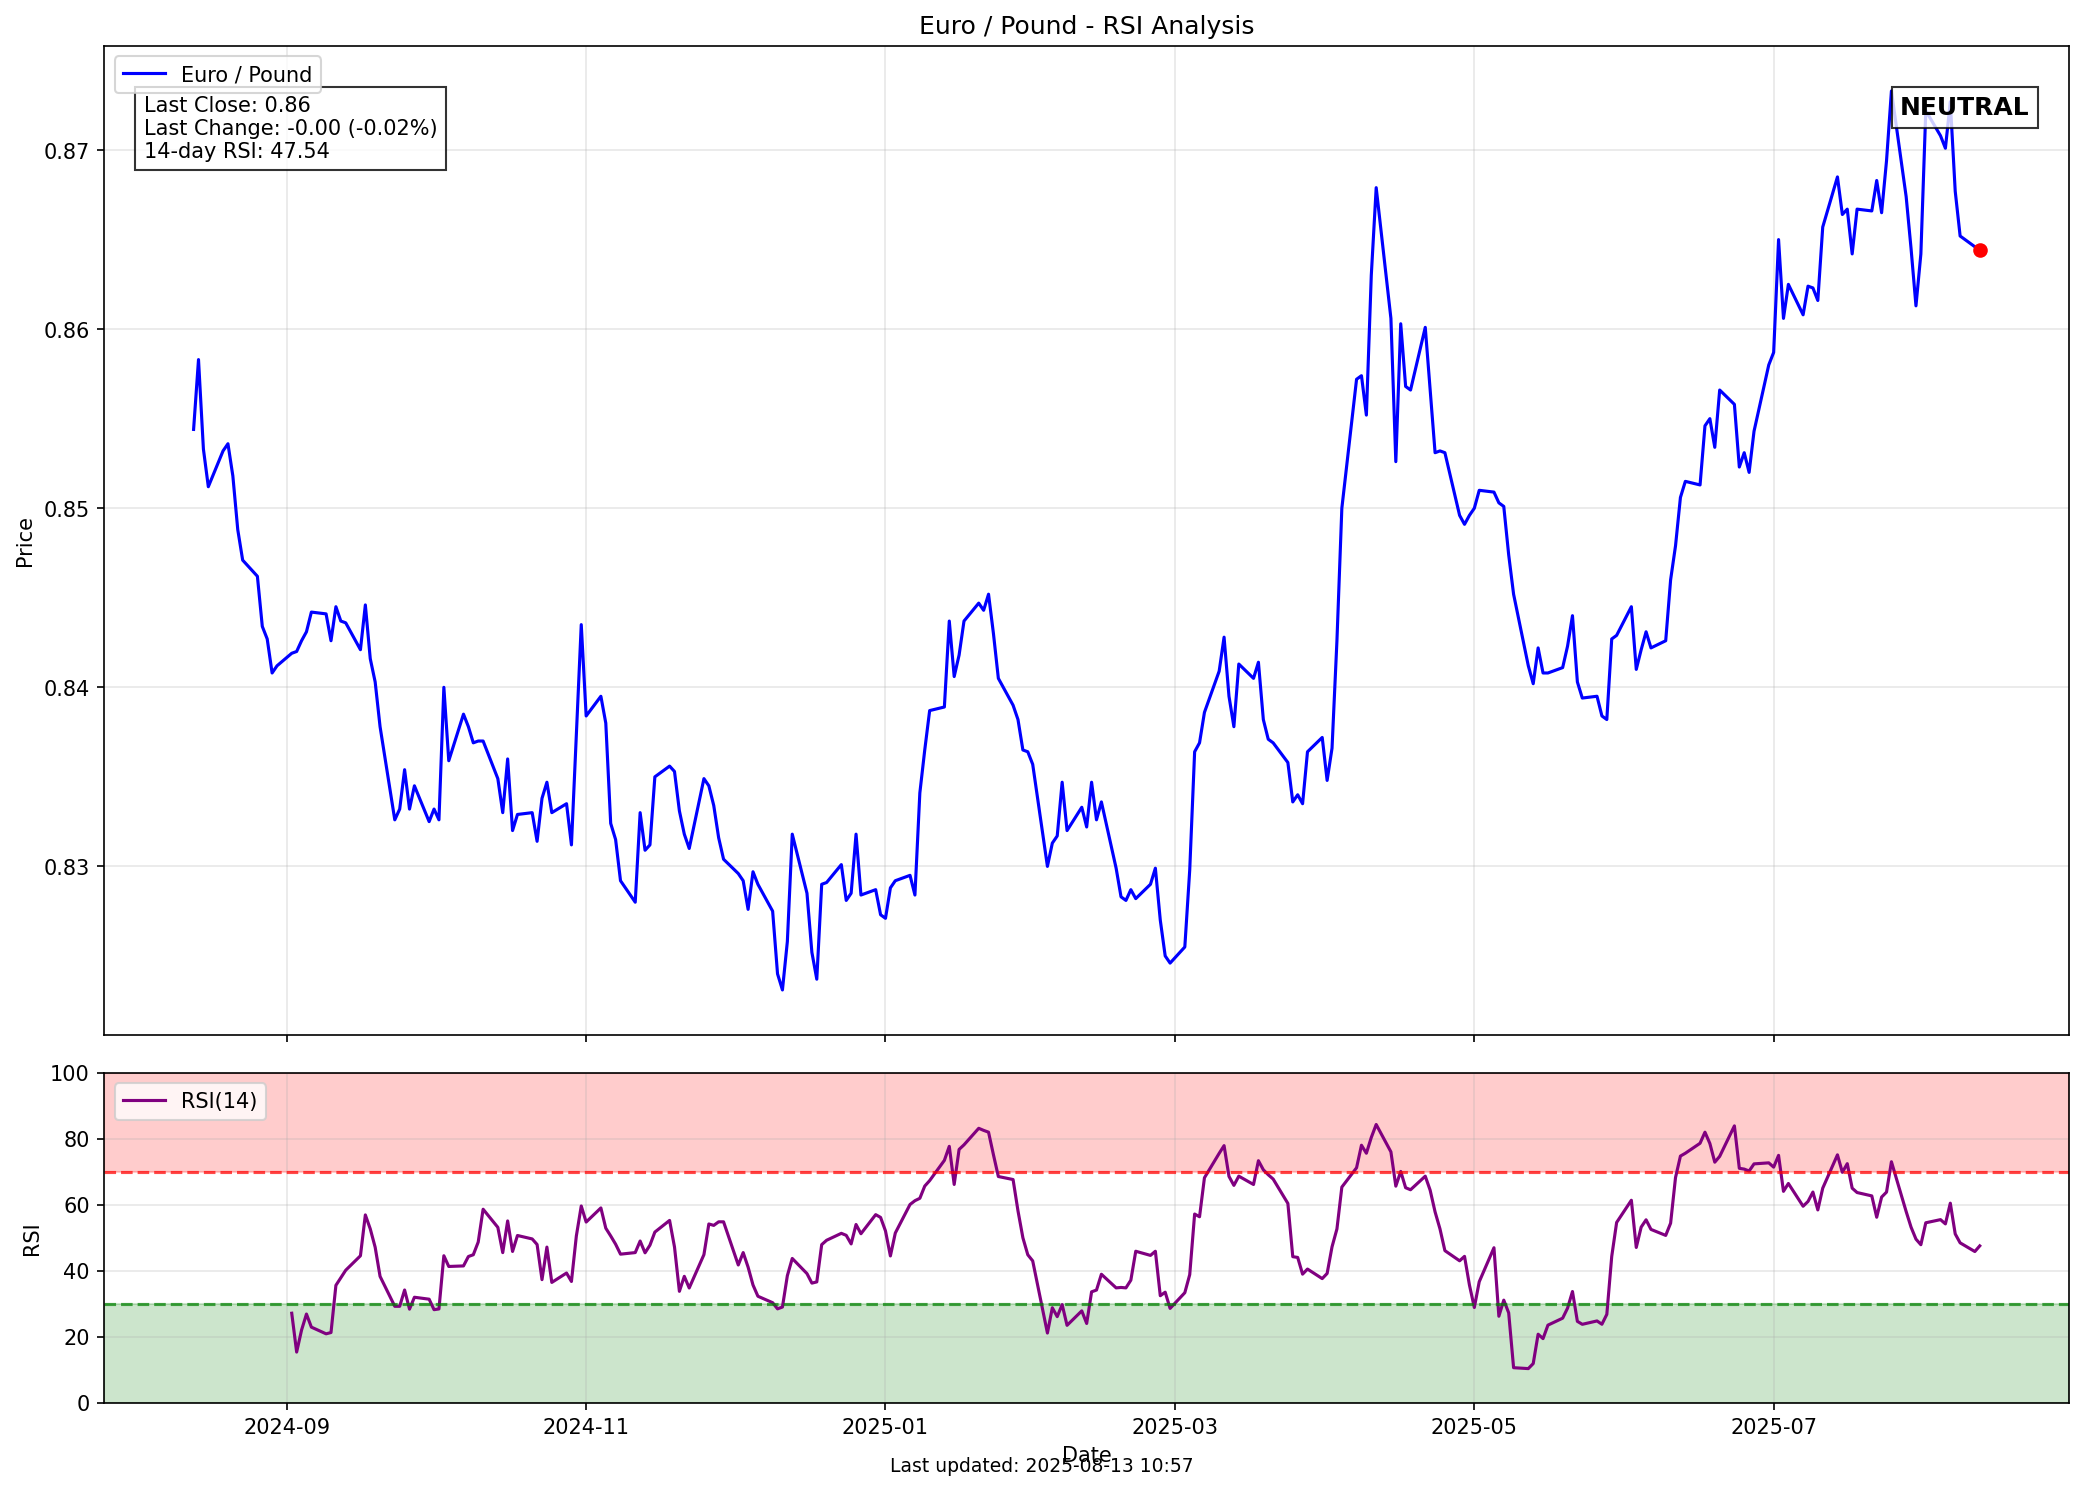 Euro / Pound - RSI Analysis
Euro / Pound
Last Close: 0.86
Last Change: -0.00 (-0.02%)
14-day RSI: 47.54
NEUTRAL
Price
0.87
0.86
0.85
0.84
0.83
RSI(14)
RSI
100
80
60
40
20
0
2024-09
2024-11
2025-01
2025-03
2025-05
2025-07
Date
Last updated: 2025-08-13 10:57